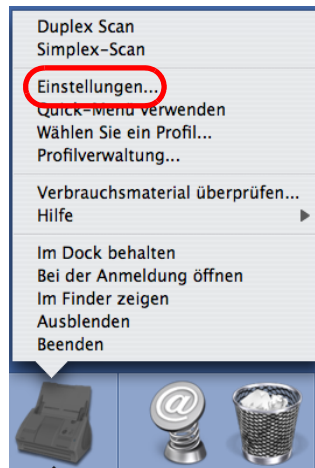 Duplex Scan
Simplex-Scan
Einstellungen...
Quick-Menü verwenden
Wählen Sie ein Profil...
Profilverwaltung...
Verbrauchsmaterial überprüfen...
Hilfe
Im Dock behalten
Bei der Anmeldung öffnen
Im Finder zeigen
Ausblenden
Beenden
@